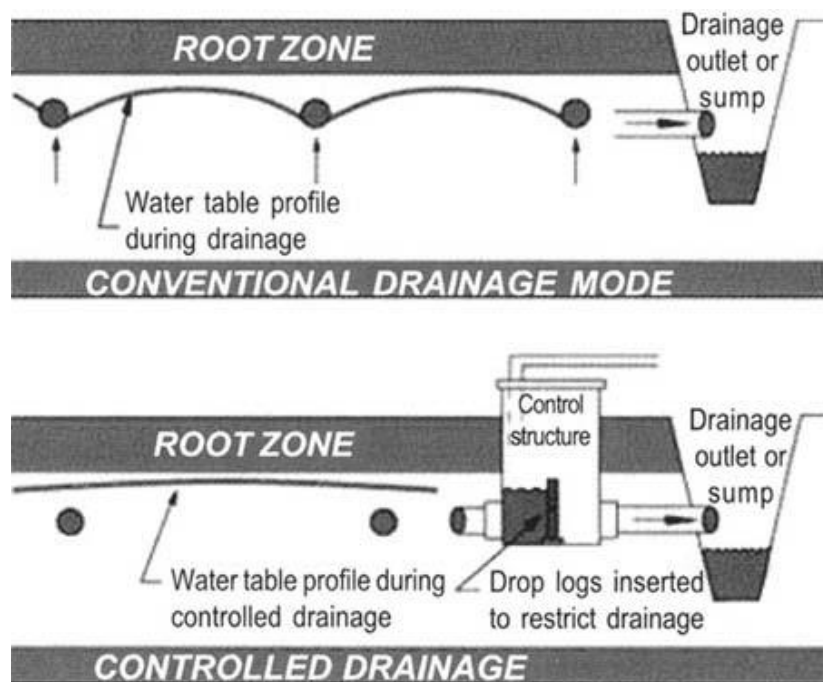 ROOT ZONE
Drainage
outlet or
sump
Water table profile
during drainage
CONVENTIONAL DRAINAGE MODE
Control
structure
ROOT ZONE
Drainage
outlet or
sump
Water table profile during
controlled drainage
Drop logs inserted
to restrict drainage
CONTROLLED DRAINAGE